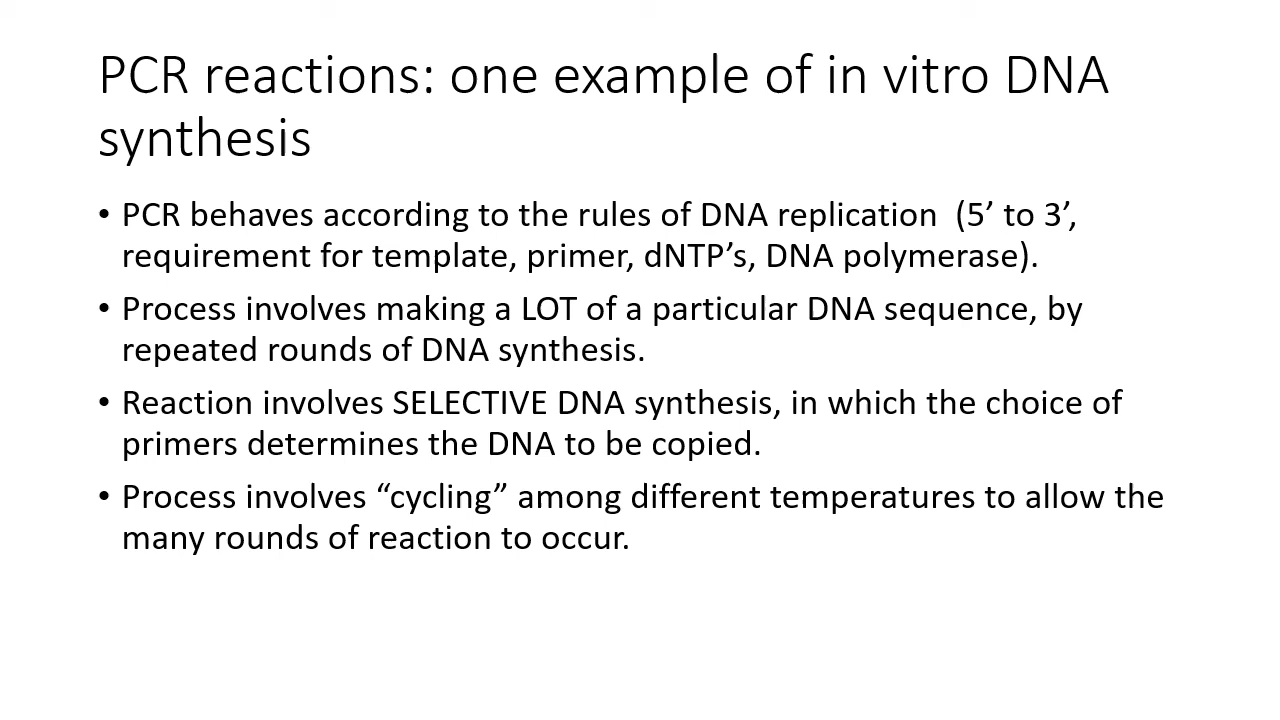 PCR reactions: one example of in vitro DNA
synthesis
• PCR behaves according to the rules of DNA replication  (5’ to 3’,
requirement for template, primer, dNTP’s, DNA polymerase).
• Process involves making a LOT of a particular DNA sequence, by
repeated rounds of DNA synthesis.
• Reaction involves SELECTIVE DNA synthesis, in which the choice of
primers determines the DNA to be copied.
• Process involves “cycling” among different temperatures to allow the
many rounds of reaction to occur.